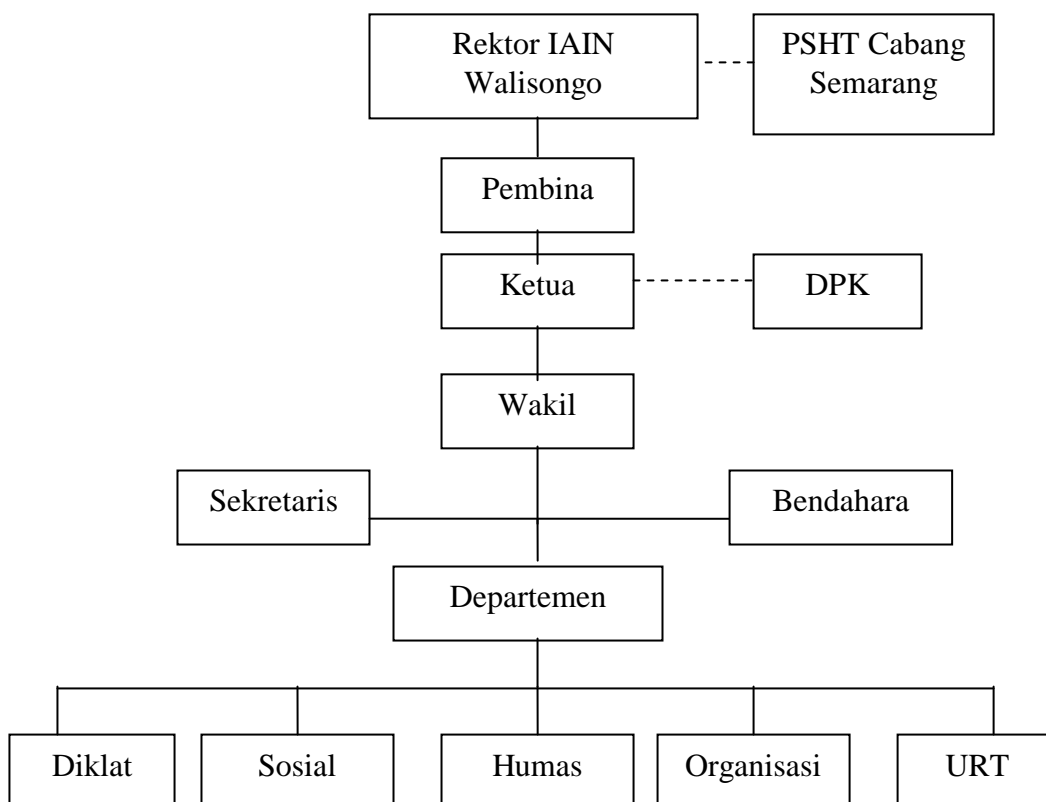 Rektor IAIN
Walisongo
PSHT Cabang
Semarang
Pembina
Ketua
DPK
Wakil
Sekretaris
Bendahara
Departemen
Diklat
Sosial
Humas
Organisasi
URT